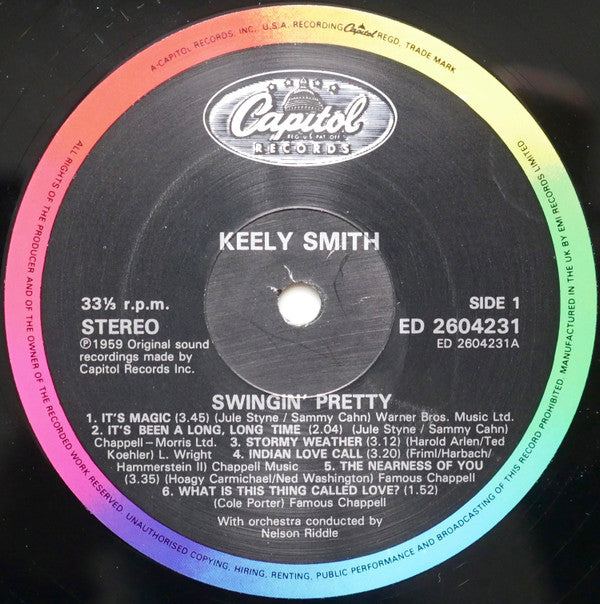 A-CAPITOL RECORDS, INC. U.S.A. RECORDING Capitol REGD. TRADE MARK
MANUFACTURED IN THE UK BY EMI RECORDS LIMITED
ALL RIGHTS OF THE PRODUCER AND OF THE OWNER OF THE RECORDED WORK RESERVED. UNAUTHORISED COPYING, HIRING, RENTING, PUBLIC PERFORMANCE AND BROADCASTING OF THIS RECORD PROHIBITED.
Capitol
REG. U.S. PAT. OFF.
RECORDS
KEELY SMITH
33⅓ r.p.m.
SIDE 1
STEREO
ED 2604231
℗1959 Original sound
ED 2604231A
recordings made by
Capitol Records Inc.
SWINGIN' PRETTY
1. IT'S MAGIC (3.45) (Jule Styne / Sammy Cahn) Warner Bros. Music Ltd.
2. IT'S BEEN A LONG, LONG TIME (2.04) (Jule Styne / Sammy Cahn)
Chappell–Morris Ltd. 3. STORMY WEATHER (3.12) (Harold Arlen/Ted
Koehler) L. Wright 4. INDIAN LOVE CALL (3.20) (Friml/Harbach/
Hammerstein II) Chappell Music 5. THE NEARNESS OF YOU
(3.35) (Hoagy Carmichael/Ned Washington) Famous Chappell
6. WHAT IS THIS THING CALLED LOVE? (1.52)
(Cole Porter) Famous Chappell
With orchestra conducted by
Nelson Riddle